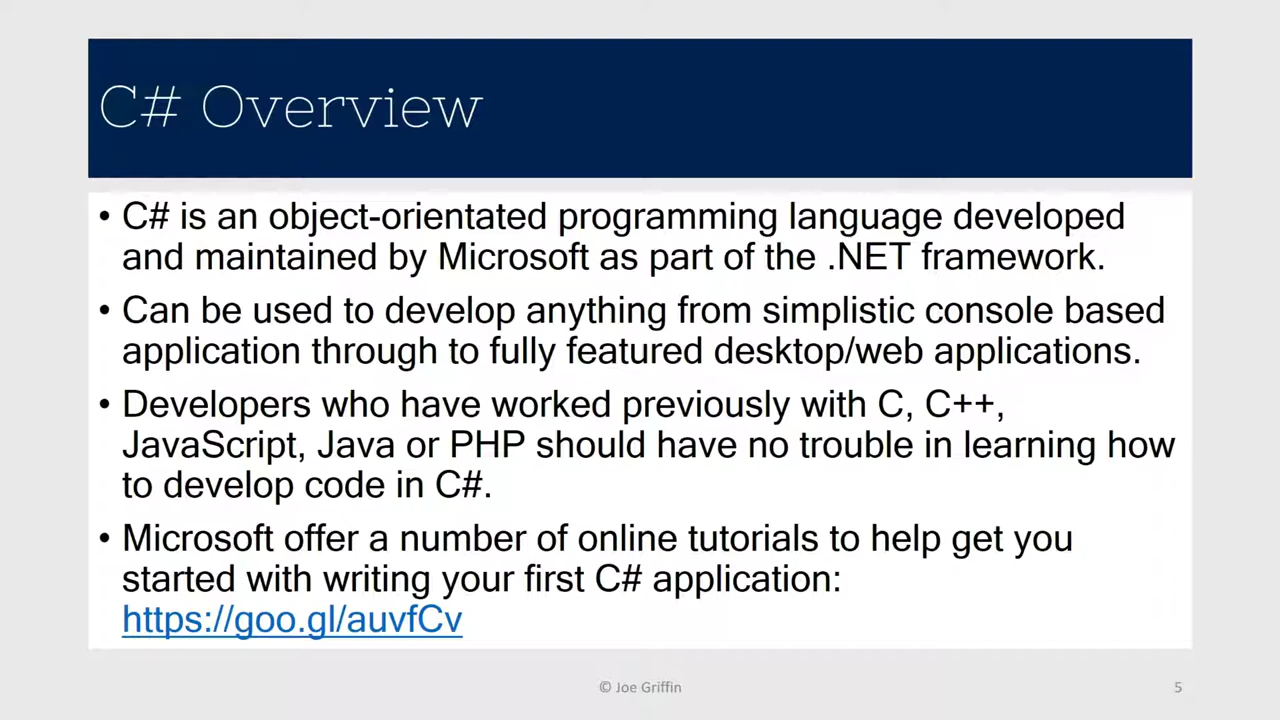 C# Overview
• C# is an object-orientated programming language developed
and maintained by Microsoft as part of the .NET framework.
• Can be used to develop anything from simplistic console based
application through to fully featured desktop/web applications.
• Developers who have worked previously with C, C++,
JavaScript, Java or PHP should have no trouble in learning how
to develop code in C#.
• Microsoft offer a number of online tutorials to help get you
started with writing your first C# application:
https://goo.gl/auvfCv
© Joe Griffin
5